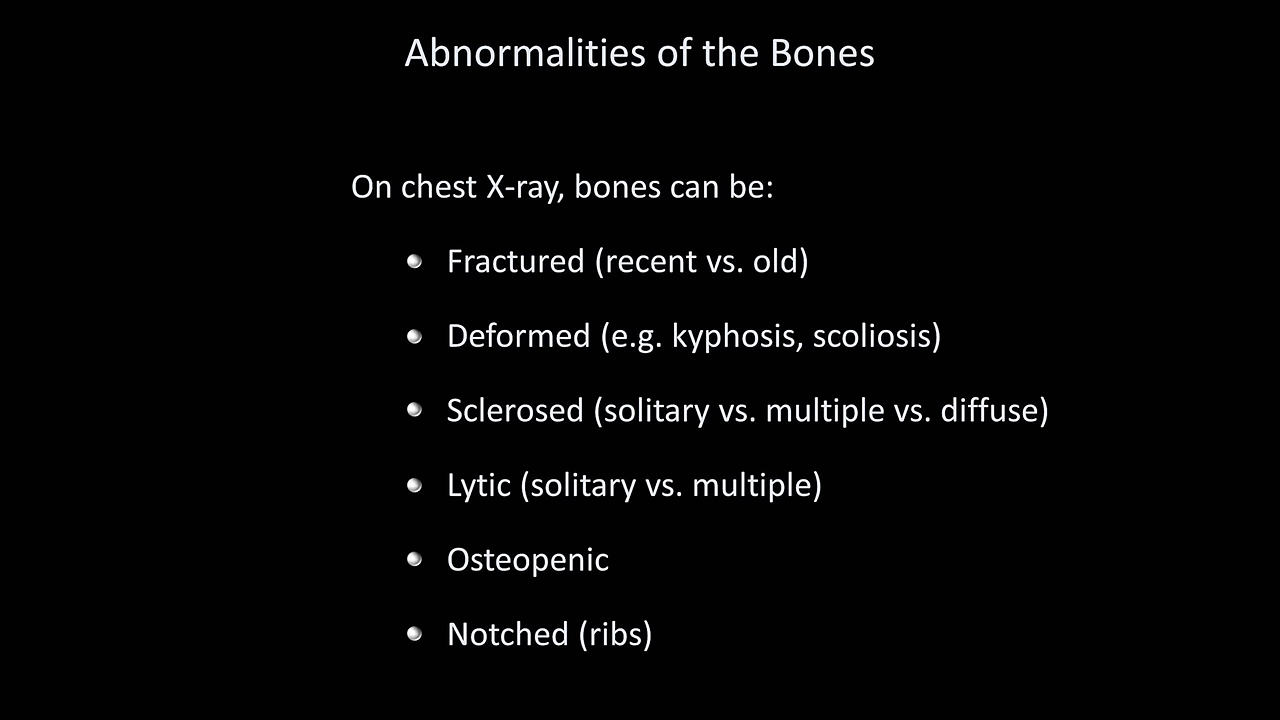 Abnormalities of the Bones
On chest X-ray, bones can be:
Fractured (recent vs. old)
Deformed (e.g. kyphosis, scoliosis)
Sclerosed (solitary vs. multiple vs. diffuse)
Lytic (solitary vs. multiple)
Osteopenic
Notched (ribs)